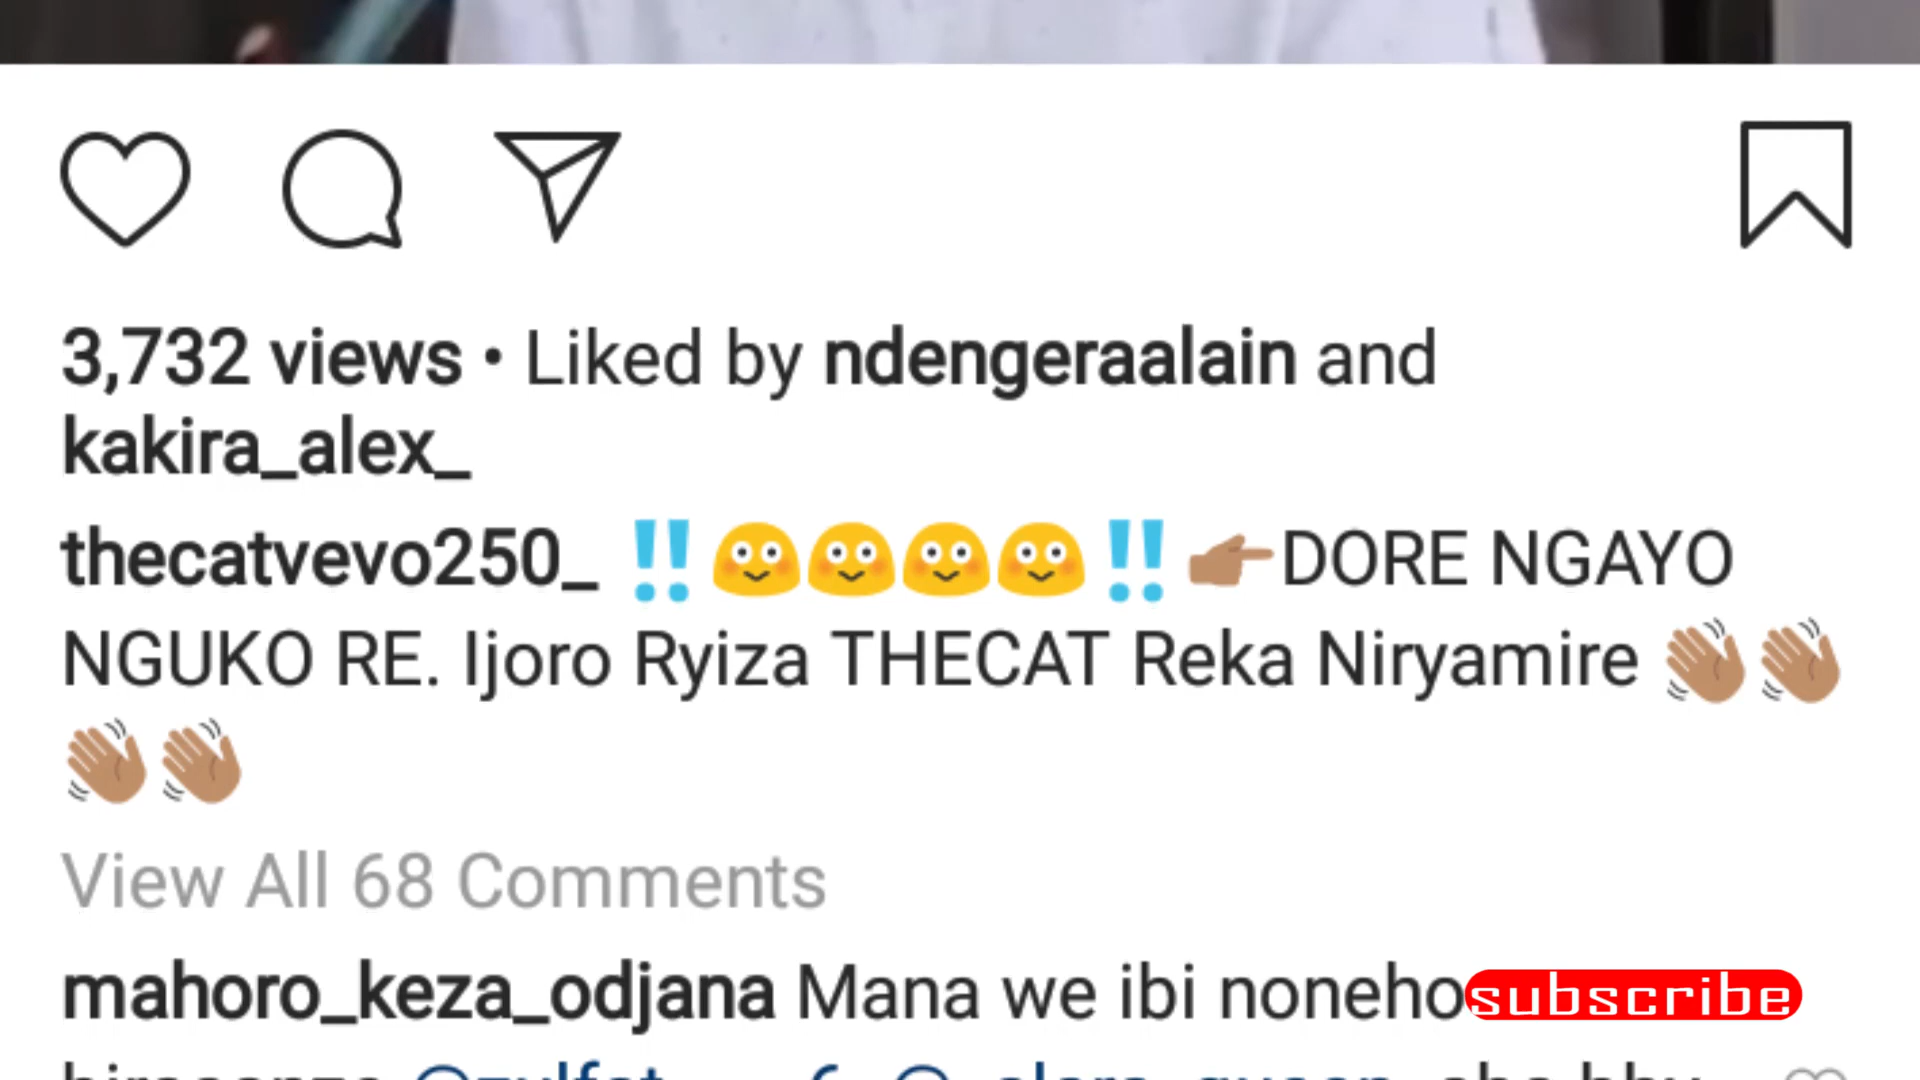 3,732 views • Liked by ndengeraalain and
kakira_alex_
thecatvevo250_ ‼️😳😳😳😳‼️👉🏽DORE NGAYO
NGUKO RE. Ijoro Ryiza THECAT Reka Niryamire 👋🏽👋🏽
👋🏽👋🏽
View All 68 Comments
mahoro_keza_odjana Mana we ibi noneho
subscribe